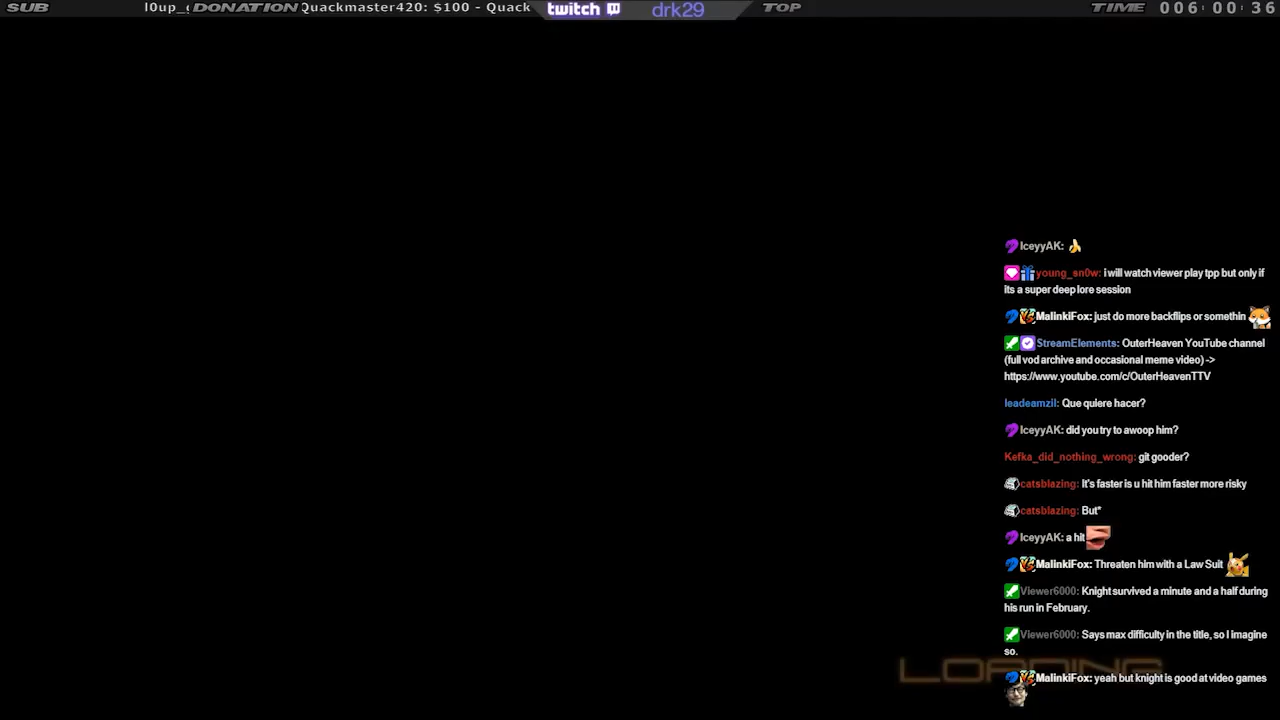 SUB l0up_g DONATION Quackmaster420: $100 - Quack twitch drk29 TOP TIME 006:00:36
IceyyAK:
young_sn0w: i will watch viewer play tpp but only if
its a super deep lore session
MalinkiFox: just do more backflips or somethin
StreamElements: OuterHeaven YouTube channel
(full vod archive and occasional meme video) ->
https://www.youtube.com/c/OuterHeavenTTV
leadeamzil: Que quiere hacer?
IceyyAK: did you try to awoop him?
Kefka_did_nothing_wrong: git gooder?
catsblazing: It's faster is u hit him faster more risky
catsblazing: But*
IceyyAK: a hit
MalinkiFox: Threaten him with a Law Suit
Viewer6000: Knight survived a minute and a half during
his run in February.
Viewer6000: Says max difficulty in the title, so I imagine
so.
LOADING
MalinkiFox: yeah but knight is good at video games